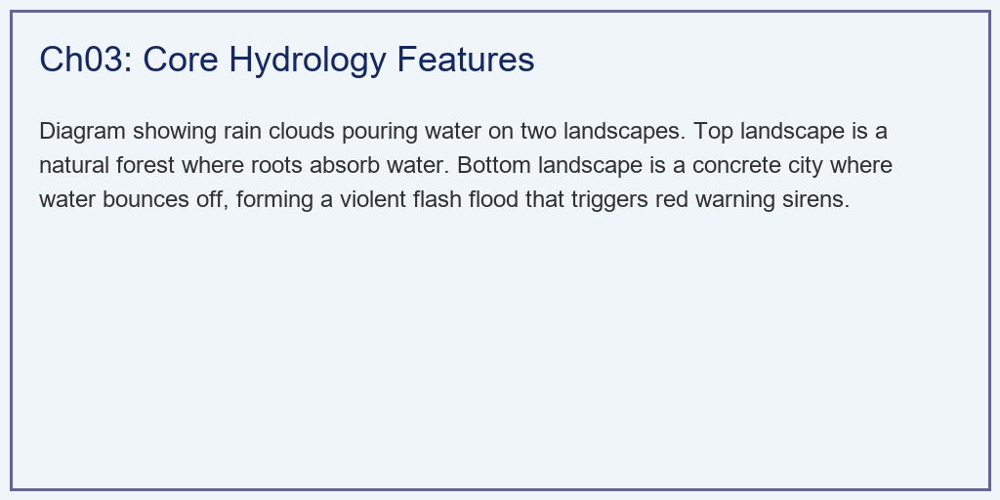 Ch03: Core Hydrology Features
Diagram showing rain clouds pouring water on two landscapes. Top landscape is a
natural forest where roots absorb water. Bottom landscape is a concrete city where
water bounces off, forming a violent flash flood that triggers red warning sirens.